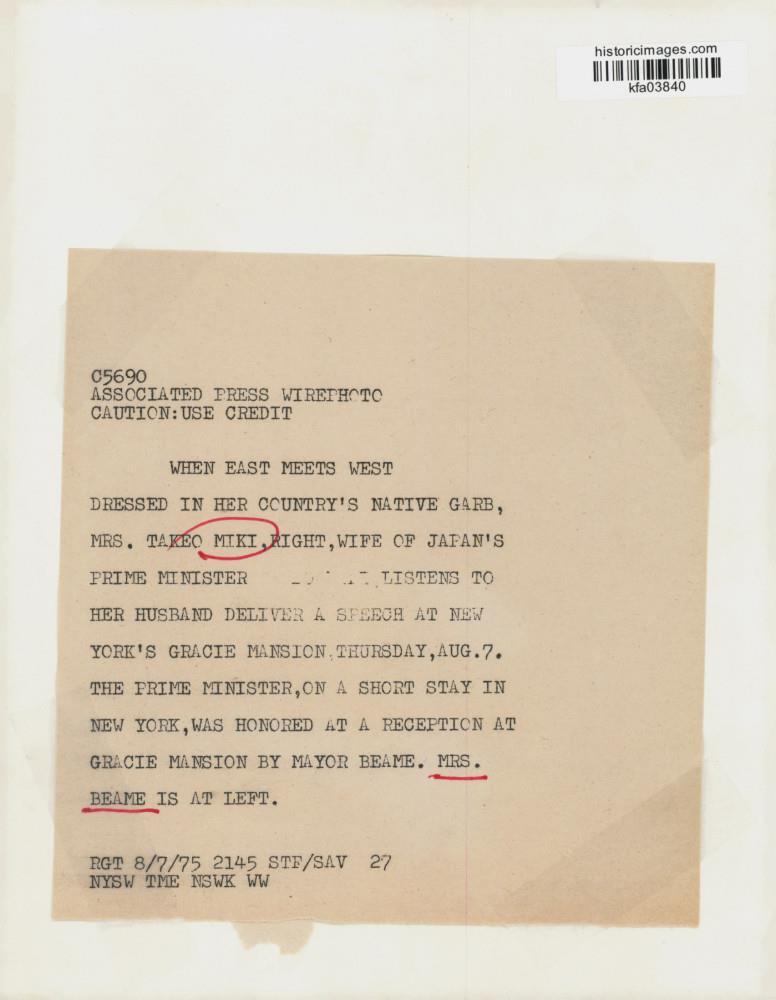 historicimages.com
kfa03840
C5690
ASSOCIATED PRESS WIREPHOTO
CAUTION:USE CREDIT
WHEN EAST MEETS WEST
DRESSED IN HER COUNTRY'S NATIVE GARB,
MRS. TAKEO MIKI,RIGHT,WIFE OF JAPAN'S
PRIME MINISTER LISTENS TO
HER HUSBAND DELIVER A SPEECH AT NEW
YORK'S GRACIE MANSION,THURSDAY,AUG.7.
THE PRIME MINISTER,ON A SHORT STAY IN
NEW YORK,WAS HONORED AT A RECEPTION AT
GRACIE MANSION BY MAYOR BEAME. MRS.
BEAME IS AT LEFT.
RGT 8/7/75 2145 STF/SAV 27
NYSW TME NSWK WW